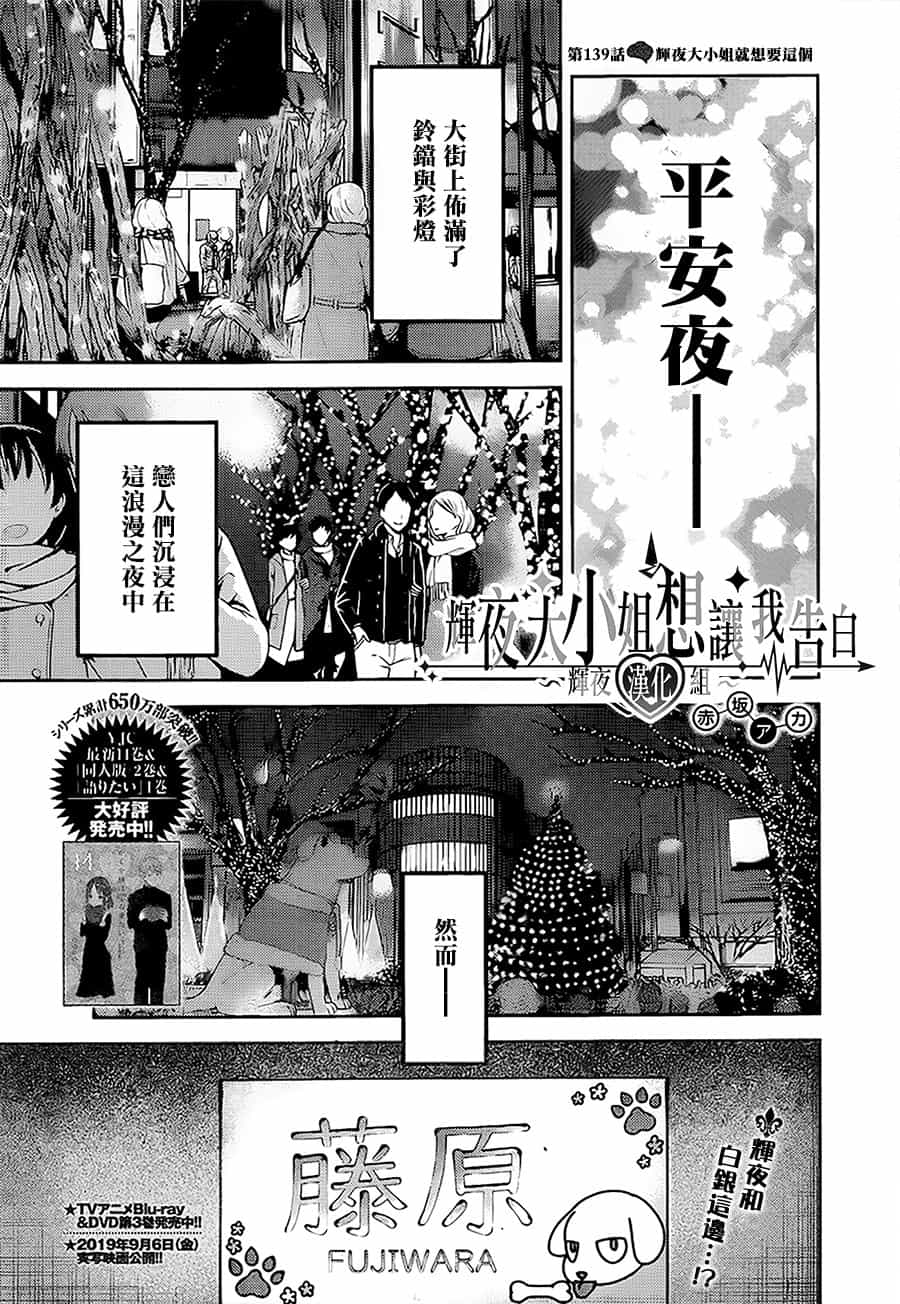 第139話 輝夜大小姐就想要這個
平安夜——
大街上佈滿了
鈴鐺與彩燈
戀人們沉浸在
這浪漫之夜中
輝夜大小姐想讓我告白
~輝夜漢化組~
赤坂アカ
シリーズ累計650万部突破!!
YJC
最新14巻&
「同人版」2巻&
「語りたい」1巻
大好評
発売中!!
然而——
藤原
FUJIWARA
輝夜和
白銀這邊…!?
★TVアニメBlu-ray
&DVD第3巻発売中!!
★2019年9月6日(金)
実写映画公開!!